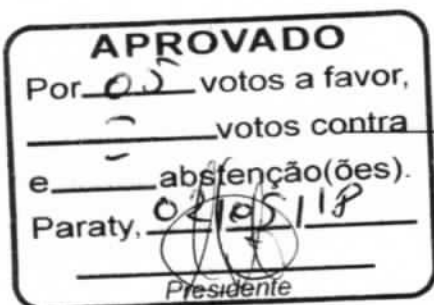 APROVADO
Por 05 votos a favor,
- votos contra
e - abstenção(ões).
Paraty, 02/05/18
Presidente